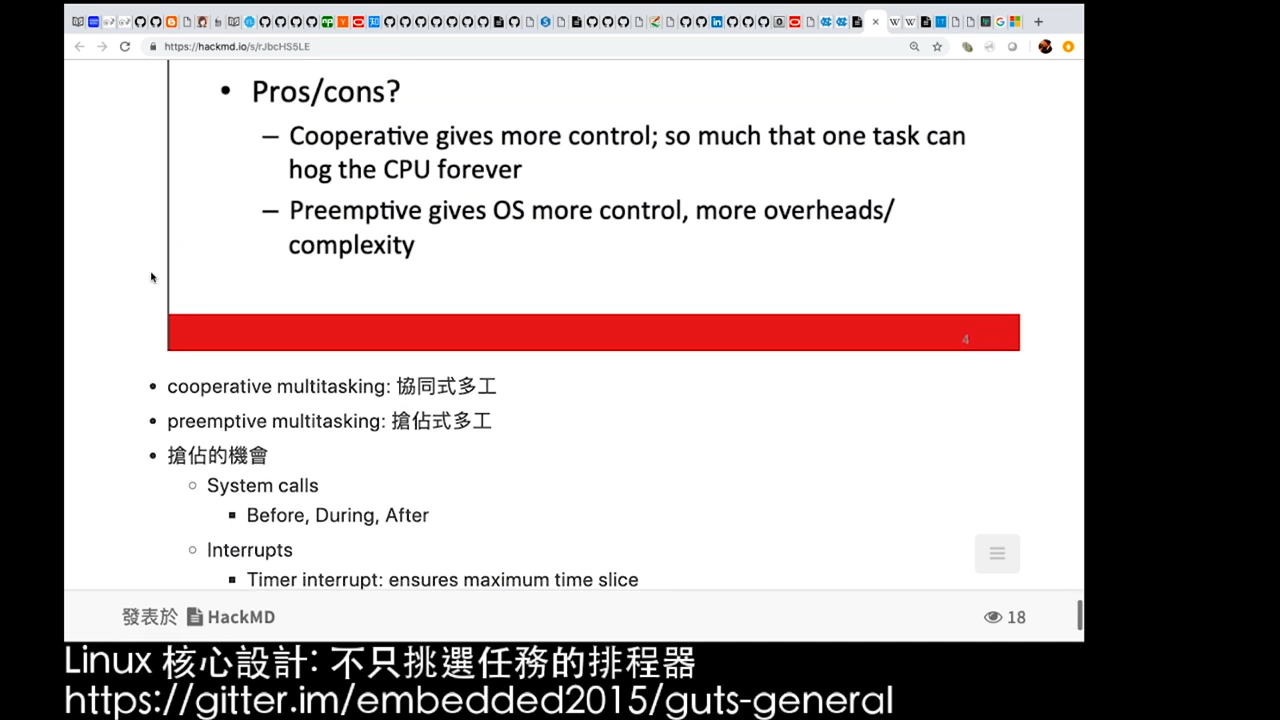 https://hackmd.io/s/rJbcHS5LE
• Pros/cons?
– Cooperative gives more control; so much that one task can
hog the CPU forever
– Preemptive gives OS more control, more overheads/
complexity
4
• cooperative multitasking: 協同式多工
• preemptive multitasking: 搶佔式多工
• 搶佔的機會
○ System calls
▪ Before, During, After
○ Interrupts
▪ Timer interrupt: ensures maximum time slice
發表於 HackMD
18
Linux 核心設計: 不只挑選任務的排程器
https://gitter.im/embedded2015/guts-general